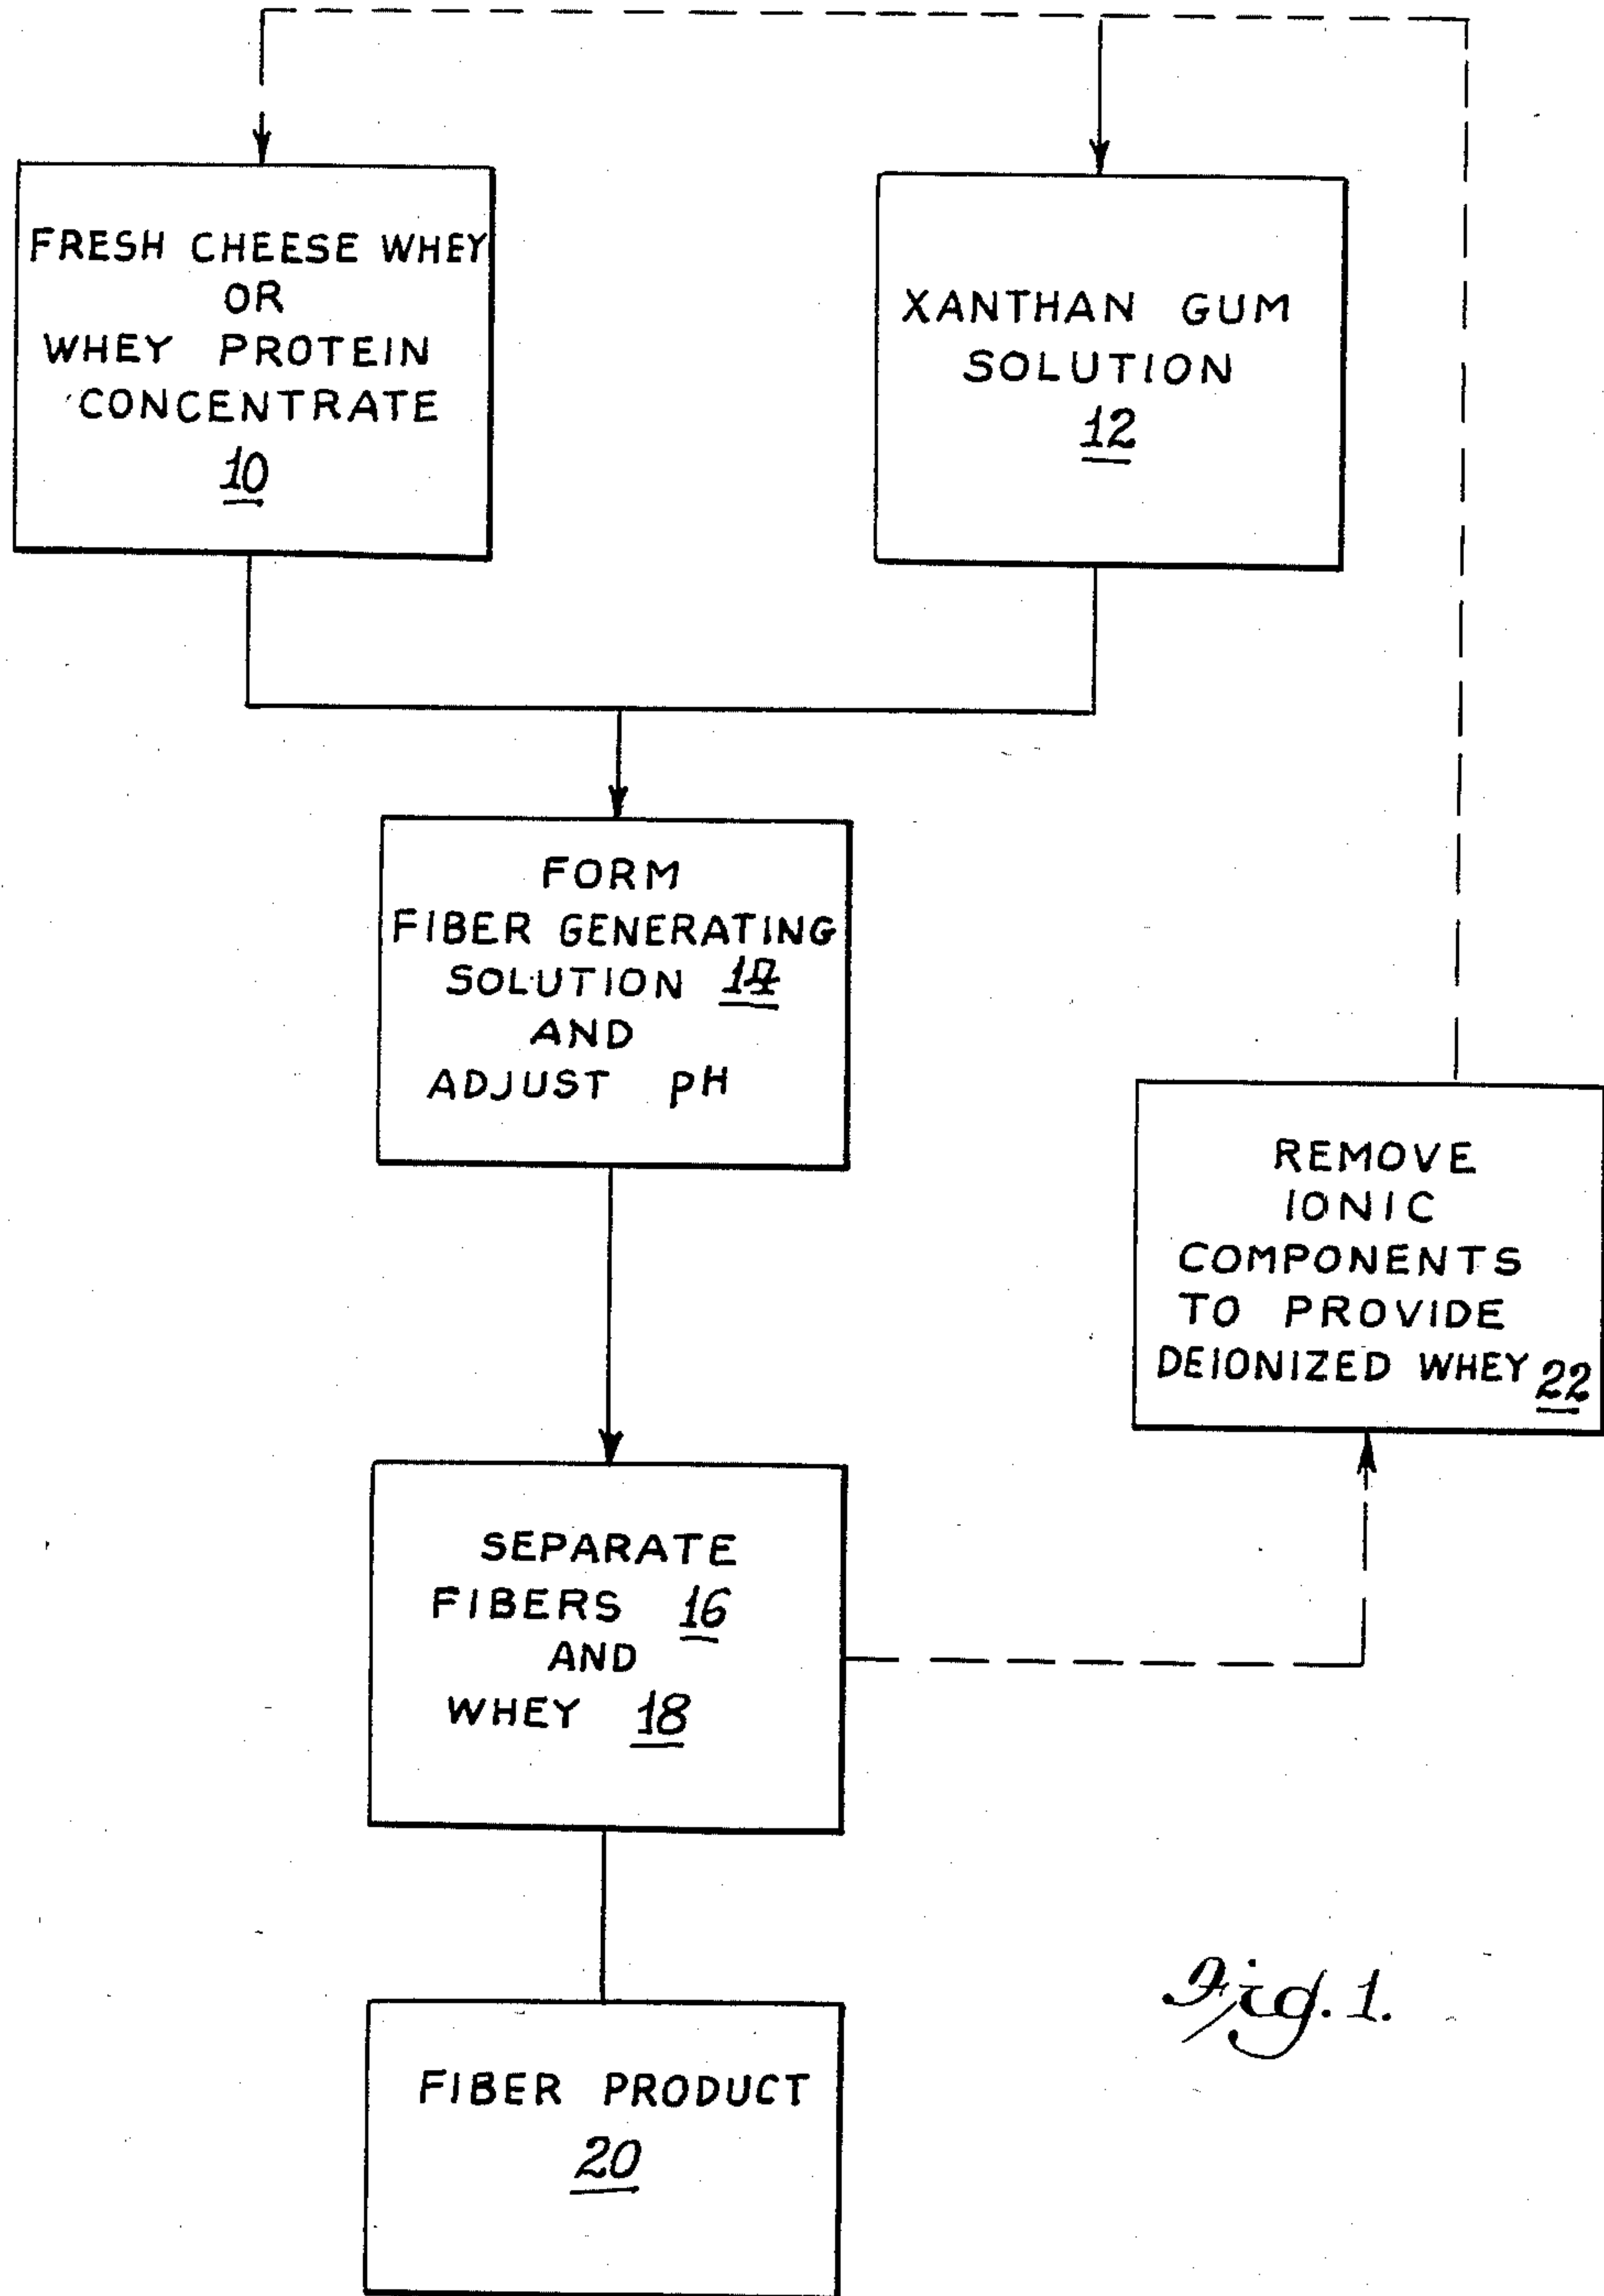 FRESH CHEESE WHEY
OR
WHEY PROTEIN
CONCENTRATE
10
XANTHAN GUM
SOLUTION
12
FORM
FIBER GENERATING
SOLUTION 14
AND
ADJUST pH
REMOVE
IONIC
COMPONENTS
TO PROVIDE
DEIONIZED WHEY 22
SEPARATE
FIBERS 16
AND
WHEY 18
FIBER PRODUCT
20
Fig. 1.